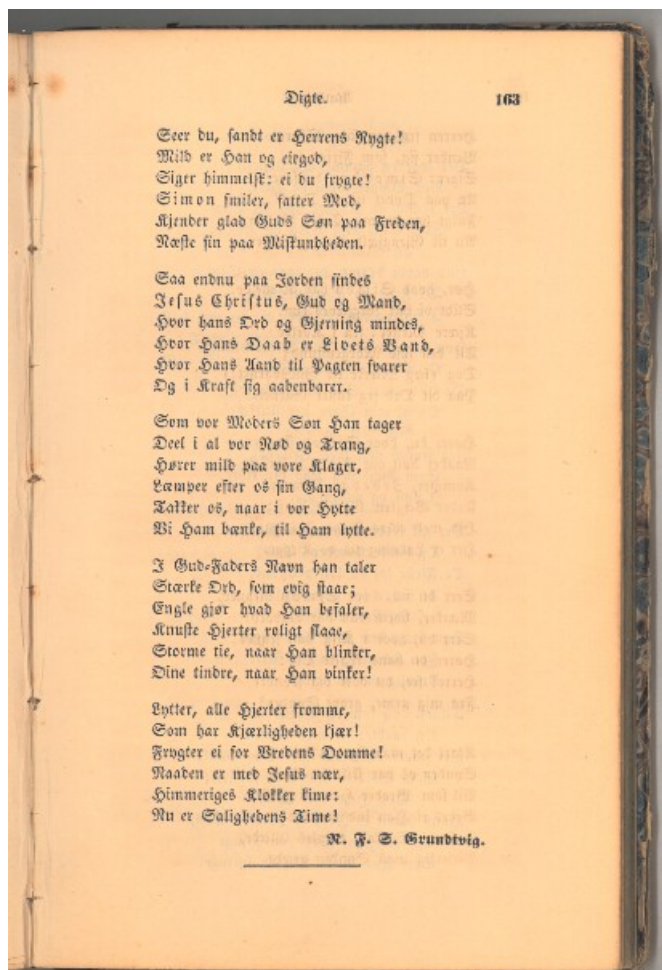 Digte.
163
Seer du, sandt er Herrens Rygte!
Mild er Han og eiegod,
Siger himmelsk: ei du frygte!
Simon smiler, fatter Mod,
Kjender glad Guds Søn paa Freden,
Næste sin paa Miskundheden.
Saa endnu paa Jorden findes
Jesus Christus, Gud og Mand,
Hvor hans Ord og Gjerning mindes,
Hvor Hans Daab er Livets Vand,
Hvor Hans Aand til Pagten svarer
Og i Kraft sig aabenbarer.
Som vor Moders Søn Han tager
Deel i al vor Nød og Trang,
Hører mild paa vore Klager,
Læmper efter os sin Gang,
Takker os, naar i vor Hytte
Vi Ham bænke, til Ham lytte.
I Gud-Faders Navn han taler
Stærke Ord, som evig staae;
Engle gjør hvad Han befaler,
Knuste Hjerter roligt slaae,
Storme tie, naar Han blinker,
Øine tindre, naar Han vinker!
Lytter, alle Hjerter fromme,
Som har Kjærligheden kjær!
Frygter ei for Vredens Domme!
Naaden er med Jesus nær,
Himmeriges Klokker kime:
Nu er Salighedens Time!
N. F. S. Grundtvig.